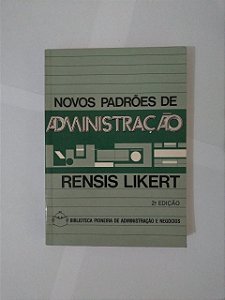 NOVOS PADRÕES DE
ADMINISTRAÇÃO
RENSIS LIKERT
2ª EDIÇÃO
BIBLIOTECA PIONEIRA DE ADMINISTRAÇÃO E NEGÓCIOS